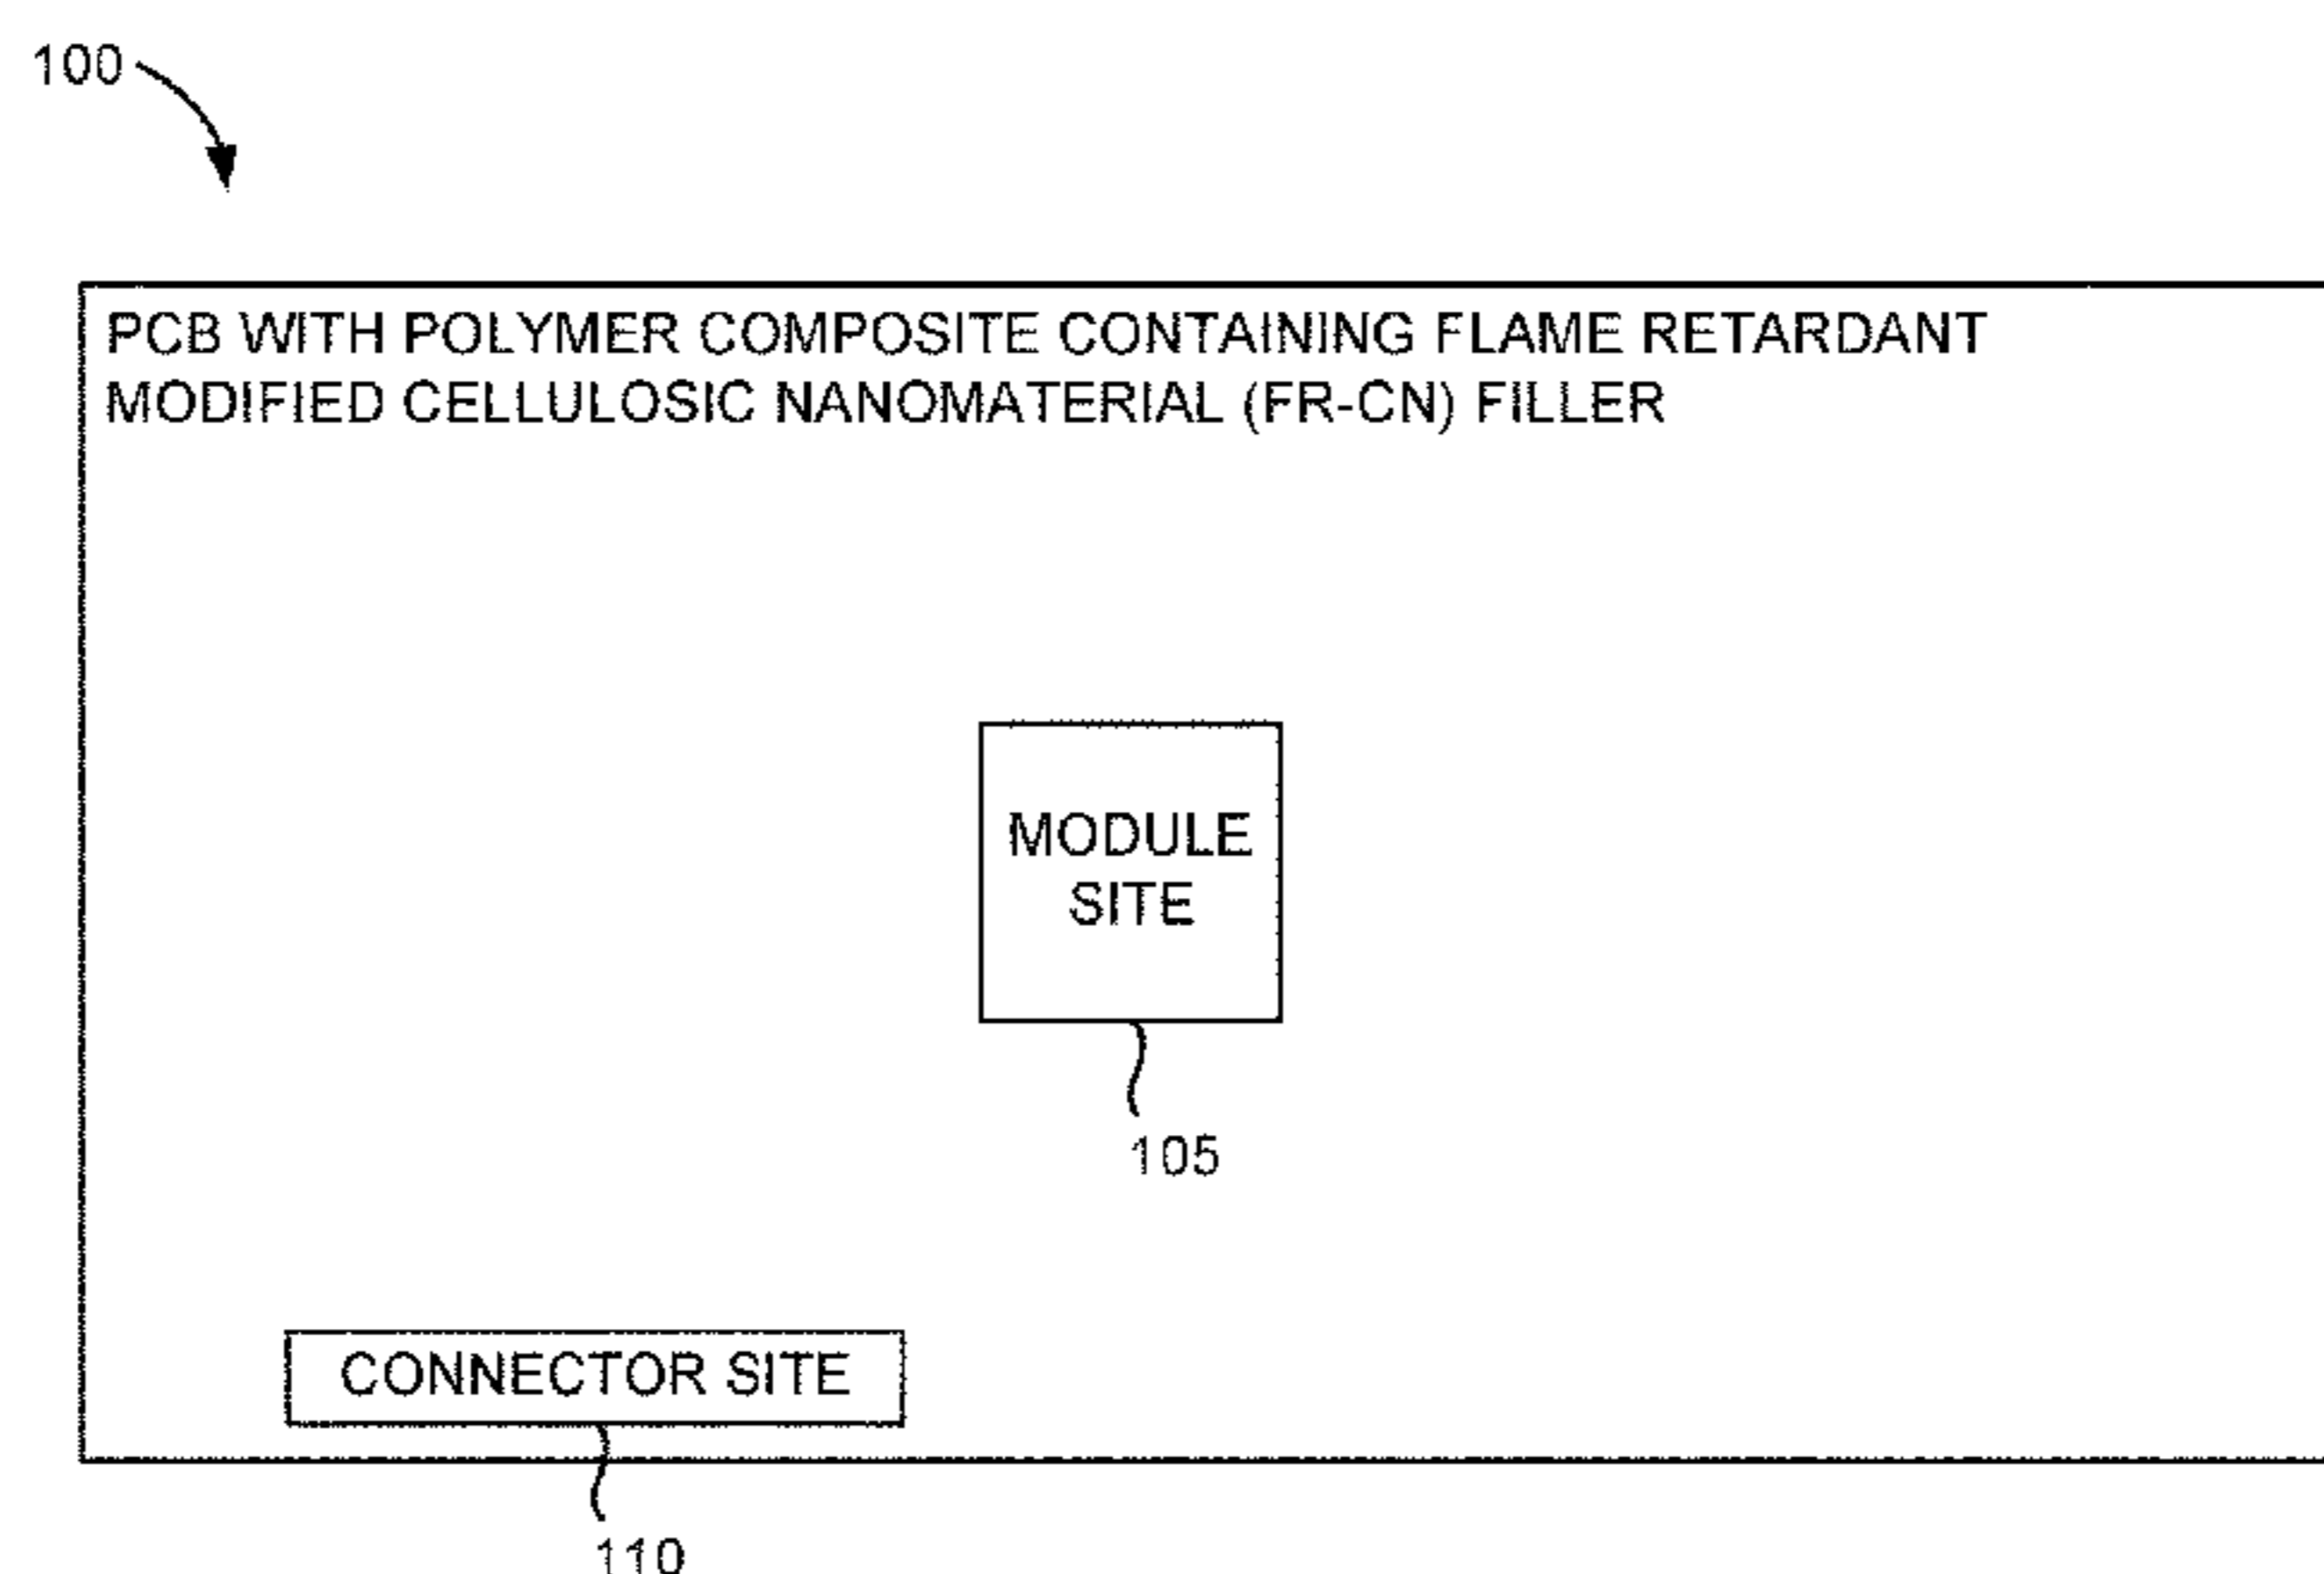 100
PCB WITH POLYMER COMPOSITE CONTAINING FLAME RETARDANT
MODIFIED CELLULOSIC NANOMATERIAL (FR-CN) FILLER
MODULE
SITE
105
CONNECTOR SITE
110